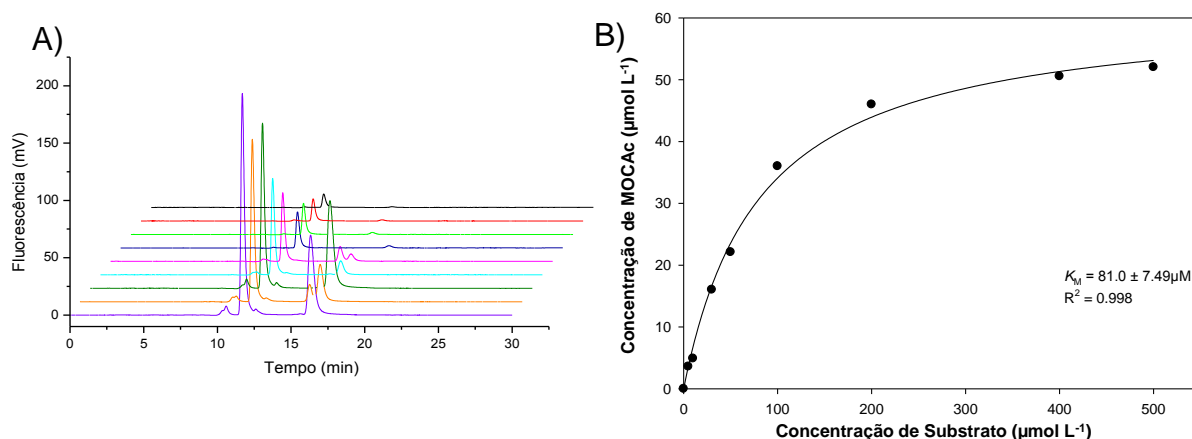 A)
Fluorescência (mV)
200
150
100
50
0
0 5 10 15 20 25 30
Tempo (min)
B)
Concentração de MOCAc (µmol L-1)
60
50
40
30
20
10
0
KM = 81.0 ± 7.49µM
R2 = 0.998
0 100 200 300 400 500
Concentração de Substrato (µmol L-1)